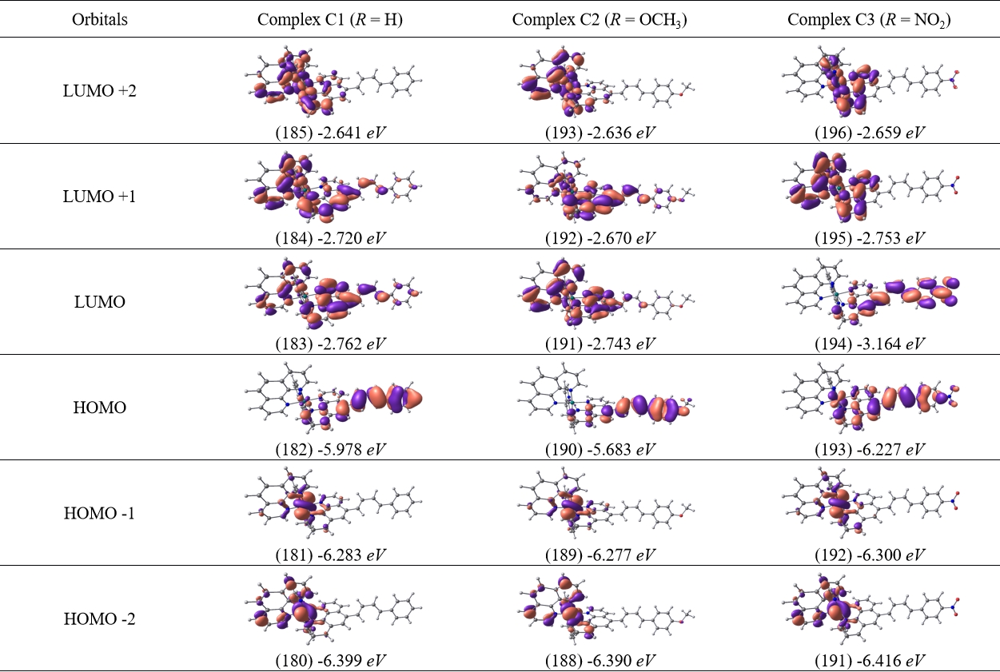 Orbitals Complex C1 (R = H) Complex C2 (R = OCH₃) Complex C3 (R = NO₂)
LUMO +2
(185) -2.641 eV (193) -2.636 eV (196) -2.659 eV
LUMO +1
(184) -2.720 eV (192) -2.670 eV (195) -2.753 eV
LUMO
(183) -2.762 eV (191) -2.743 eV (194) -3.164 eV
HOMO
(182) -5.978 eV (190) -5.683 eV (193) -6.227 eV
HOMO -1
(181) -6.283 eV (189) -6.277 eV (192) -6.300 eV
HOMO -2
(180) -6.399 eV (188) -6.390 eV (191) -6.416 eV